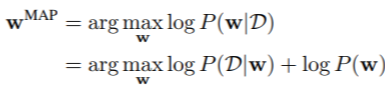 w^MAP = arg max_w log P(w|𝒟)
= arg max_w log P(𝒟|w) + log P(w)